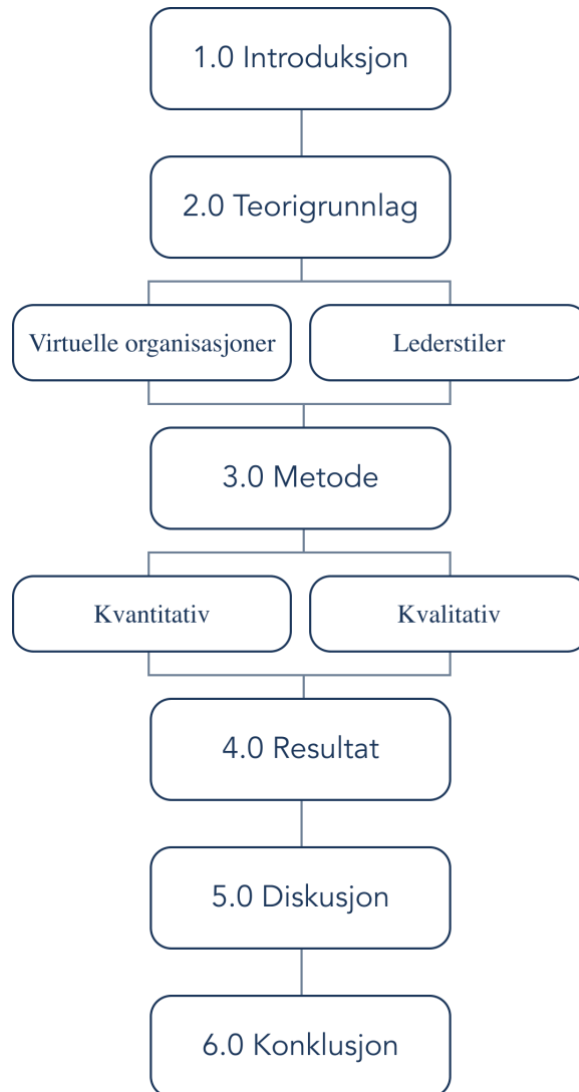 1.0 Introduksjon
2.0 Teorigrunnlag
Virtuelle organisasjoner
Lederstiler
3.0 Metode
Kvantitativ
Kvalitativ
4.0 Resultat
5.0 Diskusjon
6.0 Konklusjon